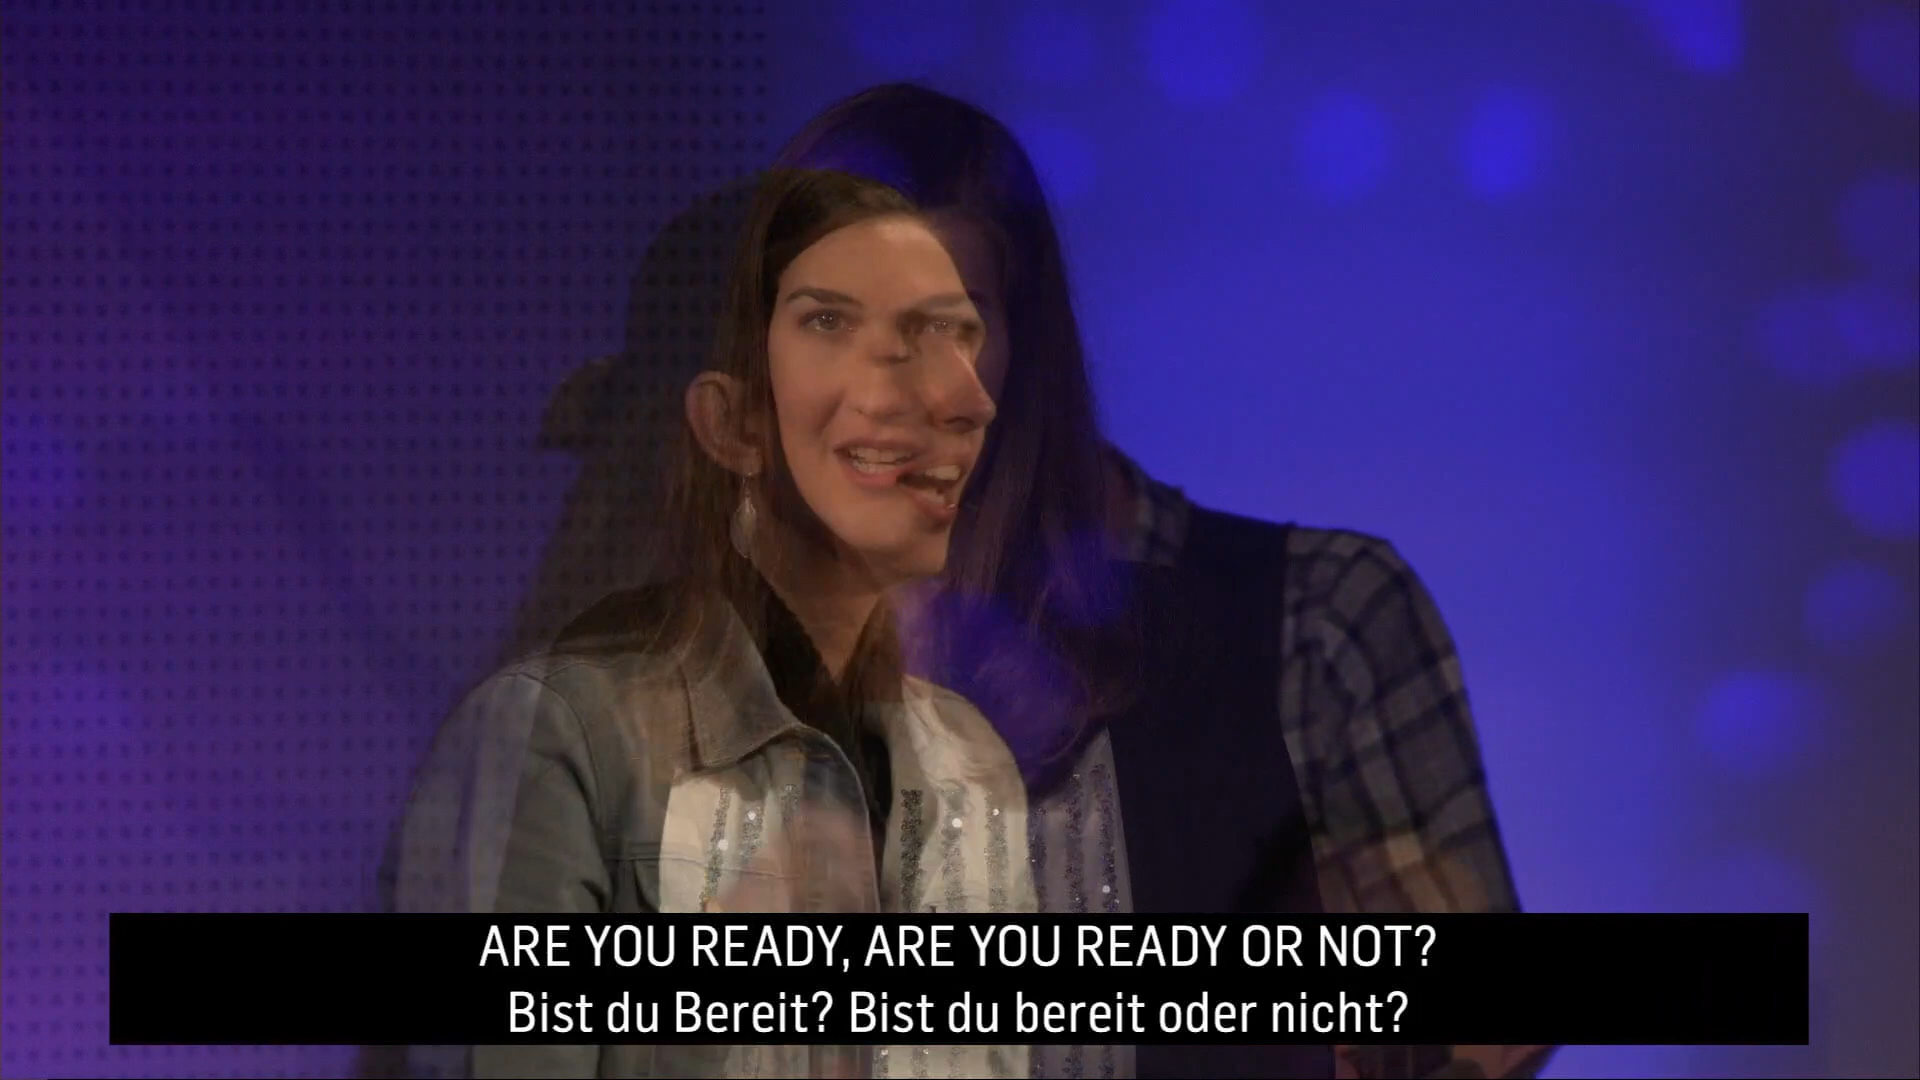 ARE YOU READY, ARE YOU READY OR NOT?
Bist du Bereit? Bist du bereit oder nicht?